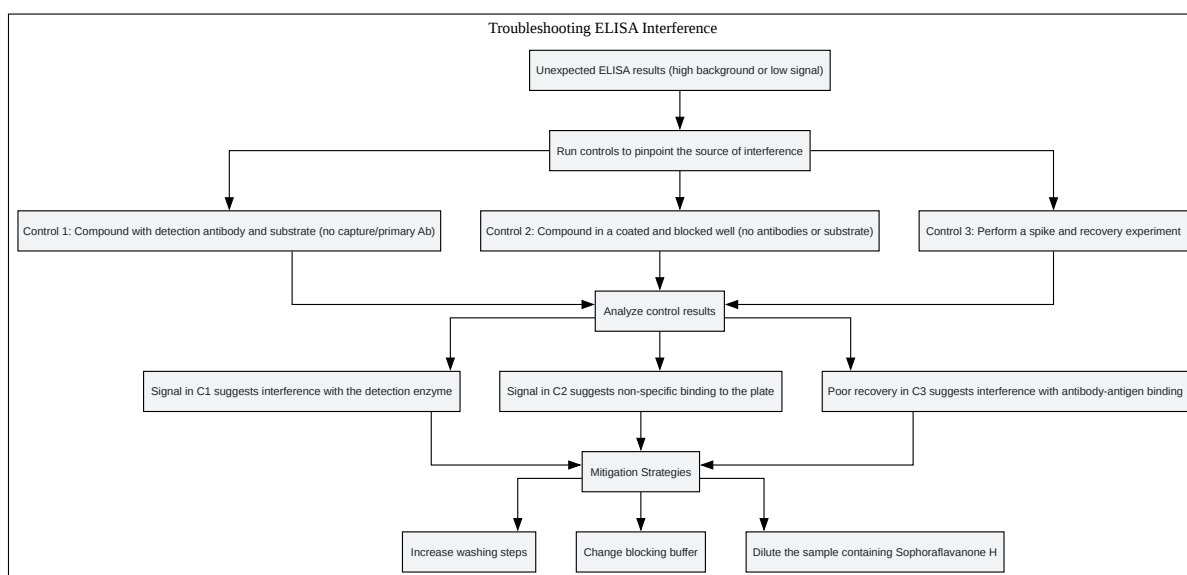 Troubleshooting ELISA Interference
Unexpected ELISA results (high background or low signal)
Run controls to pinpoint the source of interference
Control 1: Compound with detection antibody and substrate (no capture/primary Ab)
Control 2: Compound in a coated and blocked well (no antibodies or substrate)
Control 3: Perform a spike and recovery experiment
Analyze control results
Signal in C1 suggests interference with the detection enzyme
Signal in C2 suggests non-specific binding to the plate
Poor recovery in C3 suggests interference with antibody-antigen binding
Mitigation Strategies
Increase washing steps
Change blocking buffer
Dilute the sample containing Sophoraflavanone H